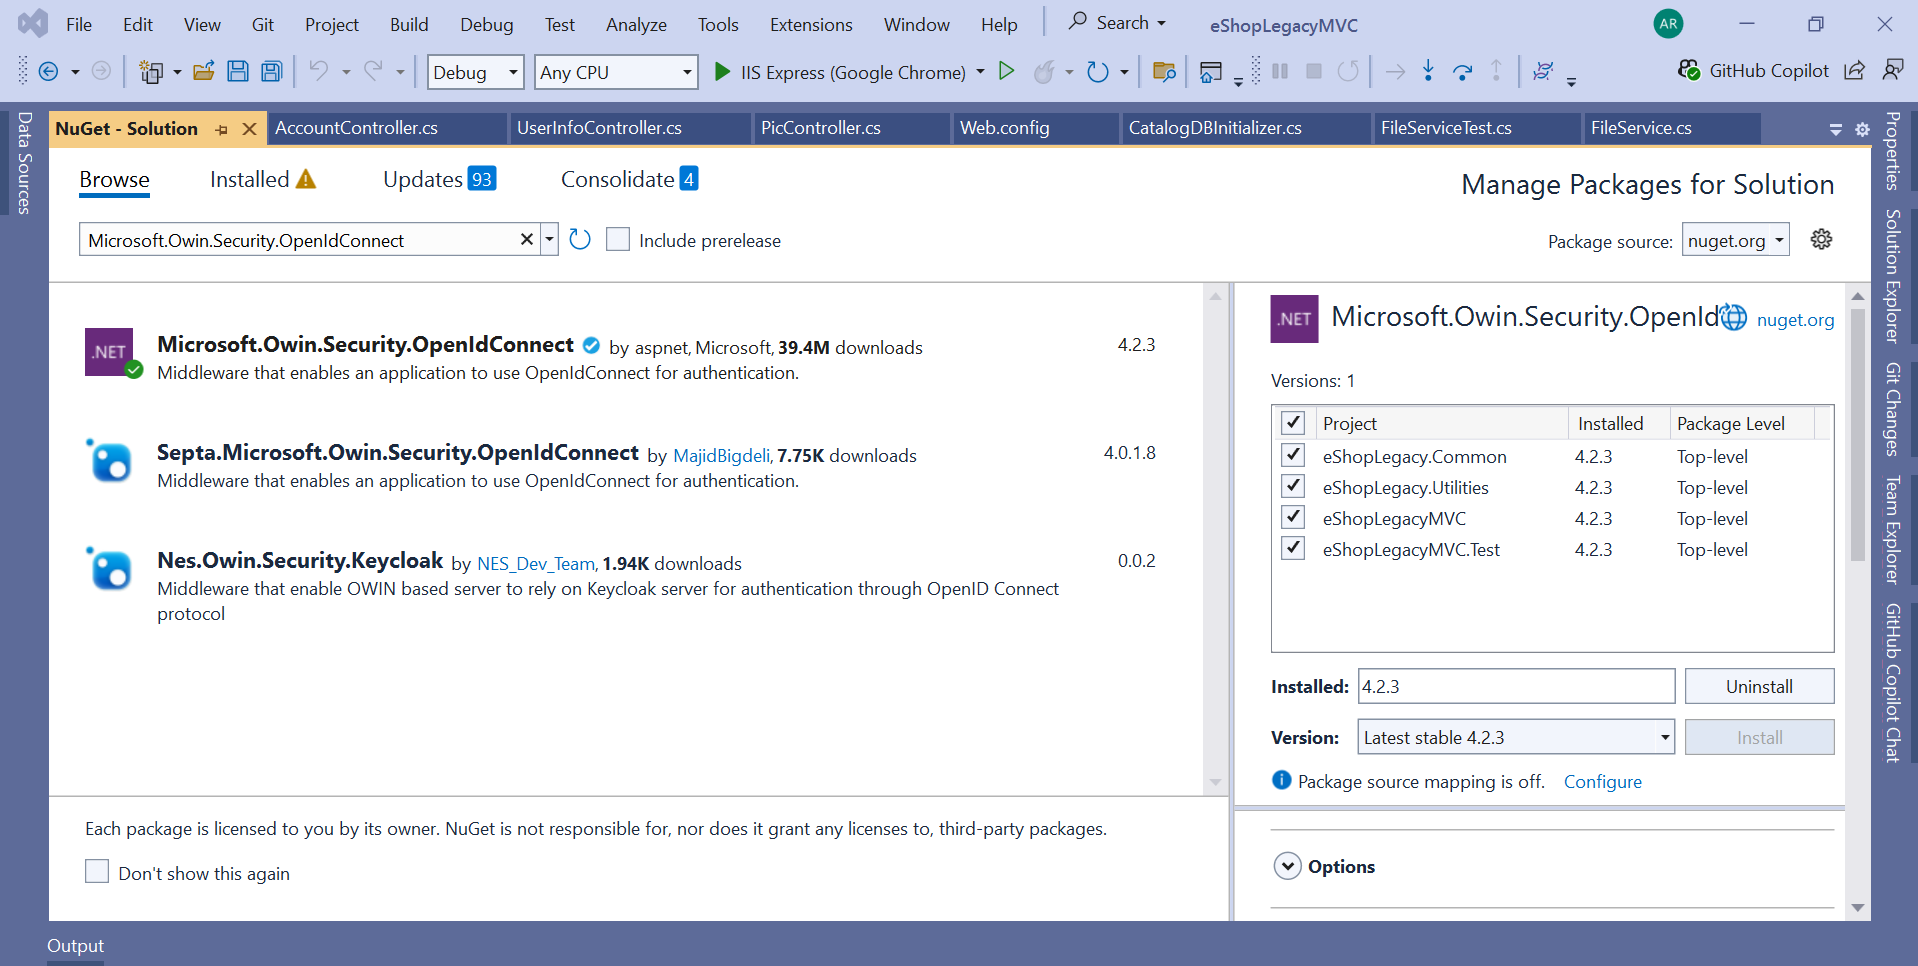 File Edit View Git Project Build Debug Test Analyze Tools Extensions Window Help Search eShopLegacyMVC AR
Debug Any CPU IIS Express (Google Chrome) GitHub Copilot
NuGet - Solution AccountController.cs UserInfoController.cs PicController.cs Web.config CatalogDBInitializer.cs FileServiceTest.cs FileService.cs
Data Sources
Browse Installed Updates 93 Consolidate 4
Manage Packages for Solution
Microsoft.Owin.Security.OpenIdConnect Include prerelease
Package source: nuget.org
.NET Microsoft.Owin.Security.OpenIdConnect by aspnet, Microsoft, 39.4M downloads 4.2.3
Middleware that enables an application to use OpenIdConnect for authentication.
Septa.Microsoft.Owin.Security.OpenIdConnect by MajidBigdeli, 7.75K downloads 4.0.1.8
Middleware that enables an application to use OpenIdConnect for authentication.
Nes.Owin.Security.Keycloak by NES_Dev_Team, 1.94K downloads 0.0.2
Middleware that enable OWIN based server to rely on Keycloak server for authentication through OpenID Connect
protocol
Each package is licensed to you by its owner. NuGet is not responsible for, nor does it grant any licenses to, third-party packages.
Don't show this again
.NET Microsoft.Owin.Security.OpenId nuget.org
Versions: 1
Project Installed Package Level
eShopLegacy.Common 4.2.3 Top-level
eShopLegacy.Utilities 4.2.3 Top-level
eShopLegacyMVC 4.2.3 Top-level
eShopLegacyMVC.Test 4.2.3 Top-level
Installed: 4.2.3 Uninstall
Version: Latest stable 4.2.3 Install
Package source mapping is off. Configure
Options
Properties
Solution Explorer
Git Changes
Team Explorer
GitHub Copilot Chat
Output